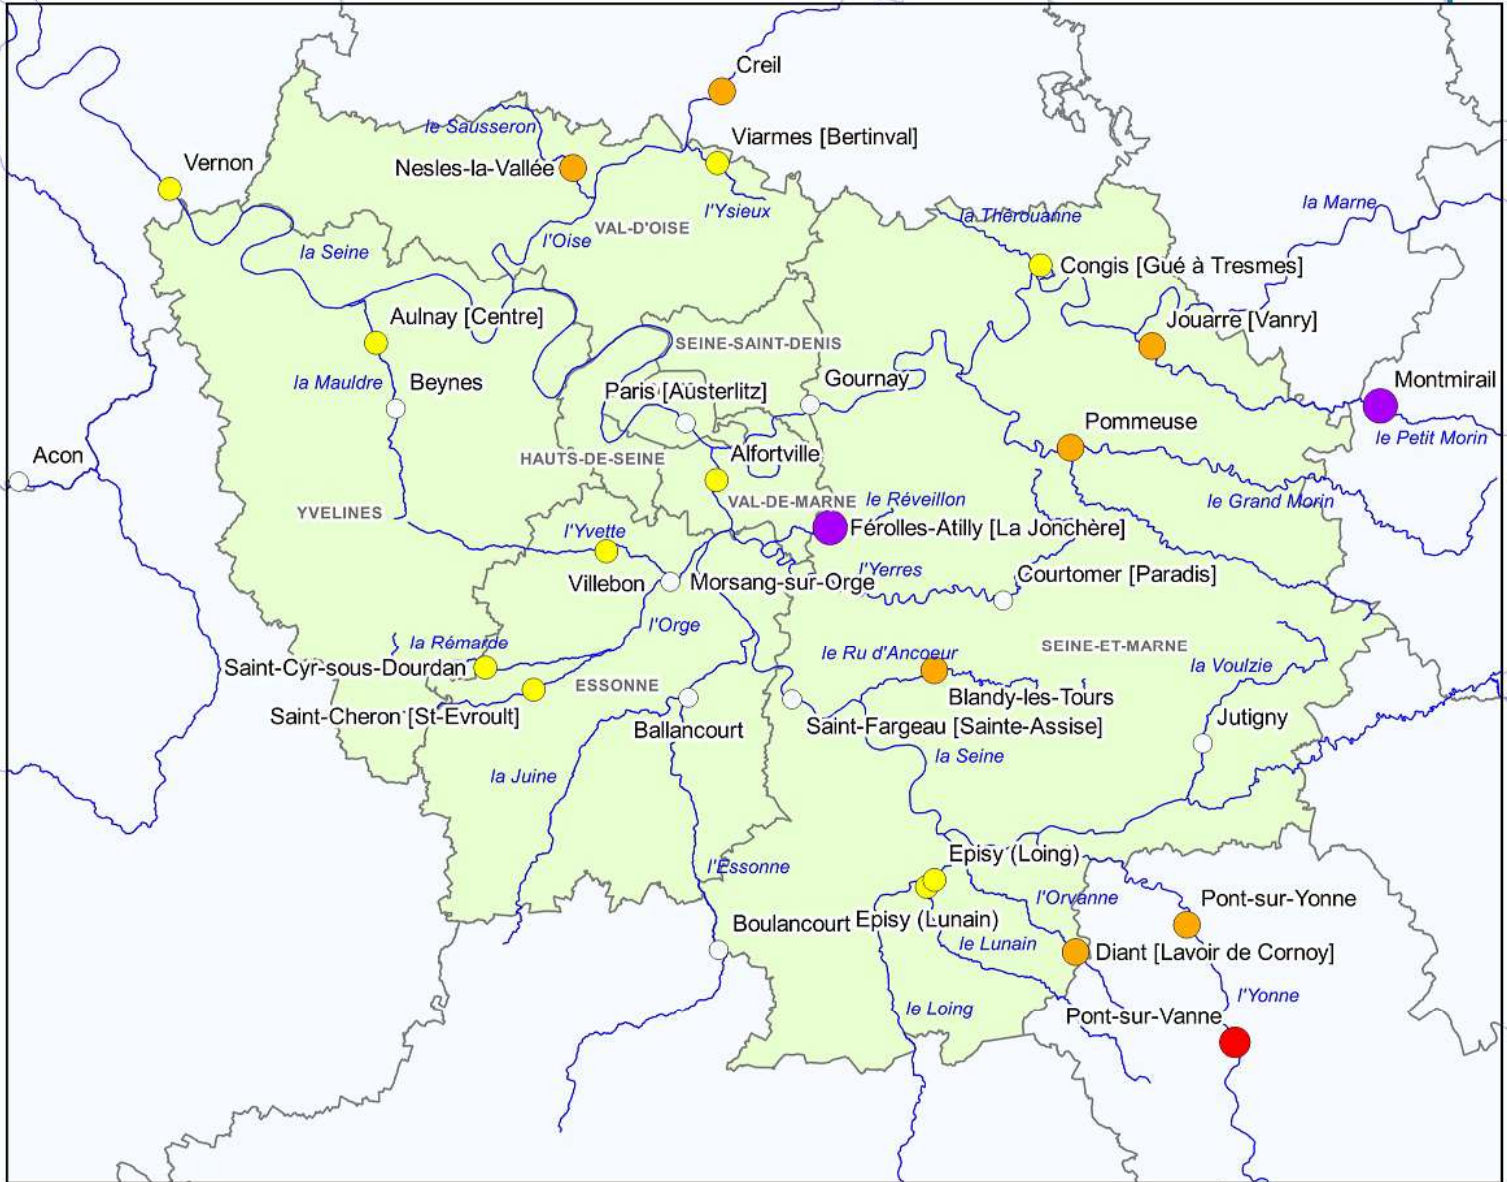 Creil
le Sausseron
Viarmes [Bertinval]
Vernon
Nesles-la-Vallée
l'Ysieux
la Marne
la Thérouanne
VAL-D'OISE
l'Oise
la Seine
Congis [Gué à Tresmes]
Aulnay [Centre]
Jouarre [Vanry]
SEINE-SAINT-DENIS
la Mauldre
Beynes
Paris [Austerlitz]
Gournay
Montmirail
Pommeuse
le Petit Morin
Acon
Alfortville
HAUTS-DE-SEINE
VAL-DE-MARNE
le Réveillon
le Grand Morin
YVELINES
l'Yvette
Férolles-Atilly [La Jonchère]
Villebon
Morsang-sur-Orge
l'Yerres
Courtomer [Paradis]
l'Orge
la Rémarde
le Ru d'Ancoeur
SEINE-ET-MARNE
la Voulzie
Saint-Cyr-sous-Dourdan
ESSONNE
Blandy-les-Tours
Saint-Cheron [St-Evroult]
Ballancourt
Saint-Fargeau [Sainte-Assise]
Jutigny
la Seine
la Juine
Episy (Loing)
l'Essonne
l'Orvanne
Pont-sur-Yonne
Boulancourt
Episy (Lunain)
le Lunain
Diant [Lavoir de Cornoy]
l'Yonne
le Loing
Pont-sur-Vanne